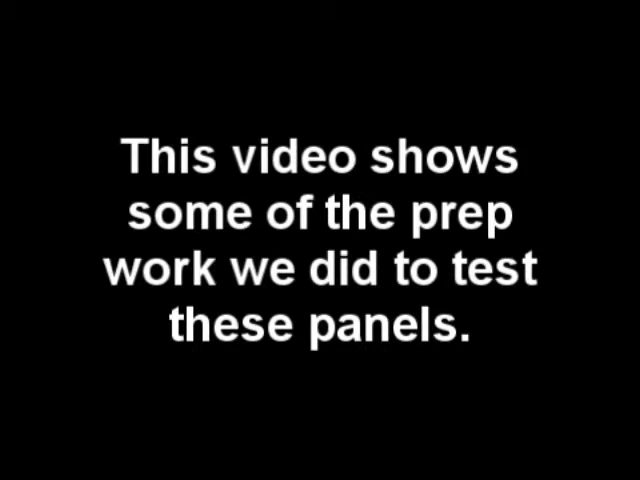 This video shows
some of the prep
work we did to test
these panels.